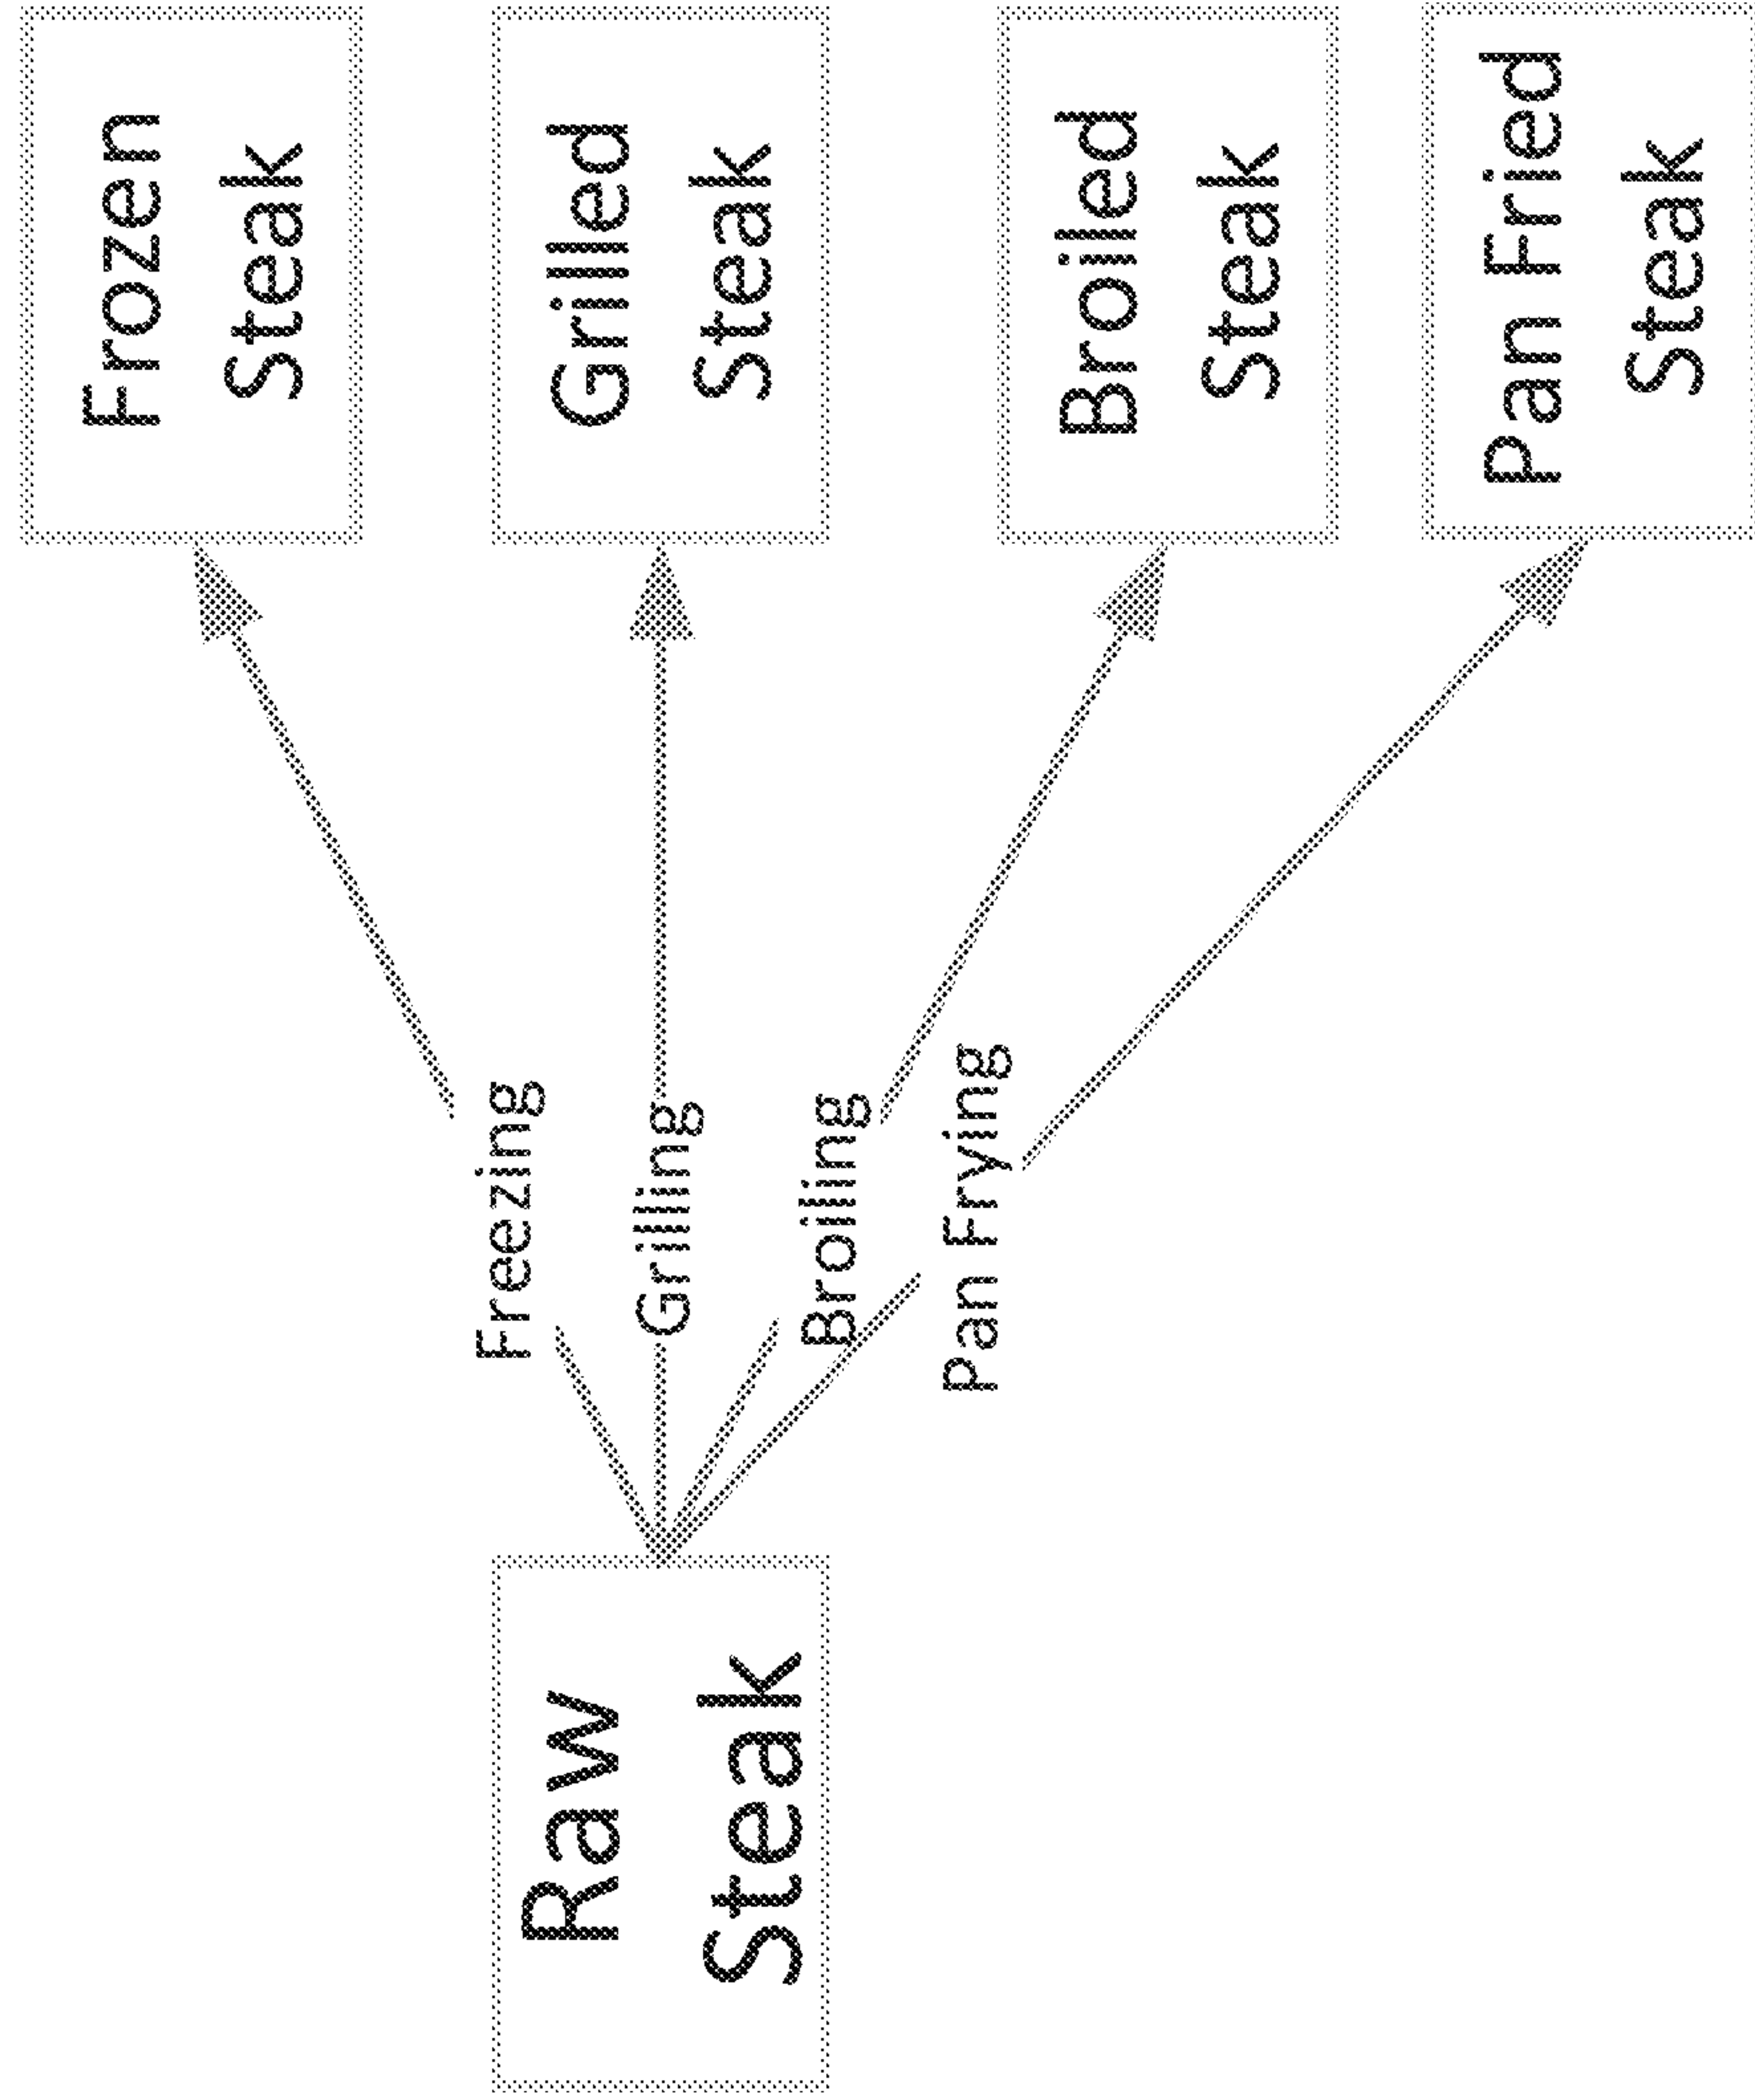 Raw
Steak
Freezing
Grilling
Broiling
Pan Frying
Frozen
Steak
Grilled
Steak
Broiled
Steak
Pan Fried
Steak